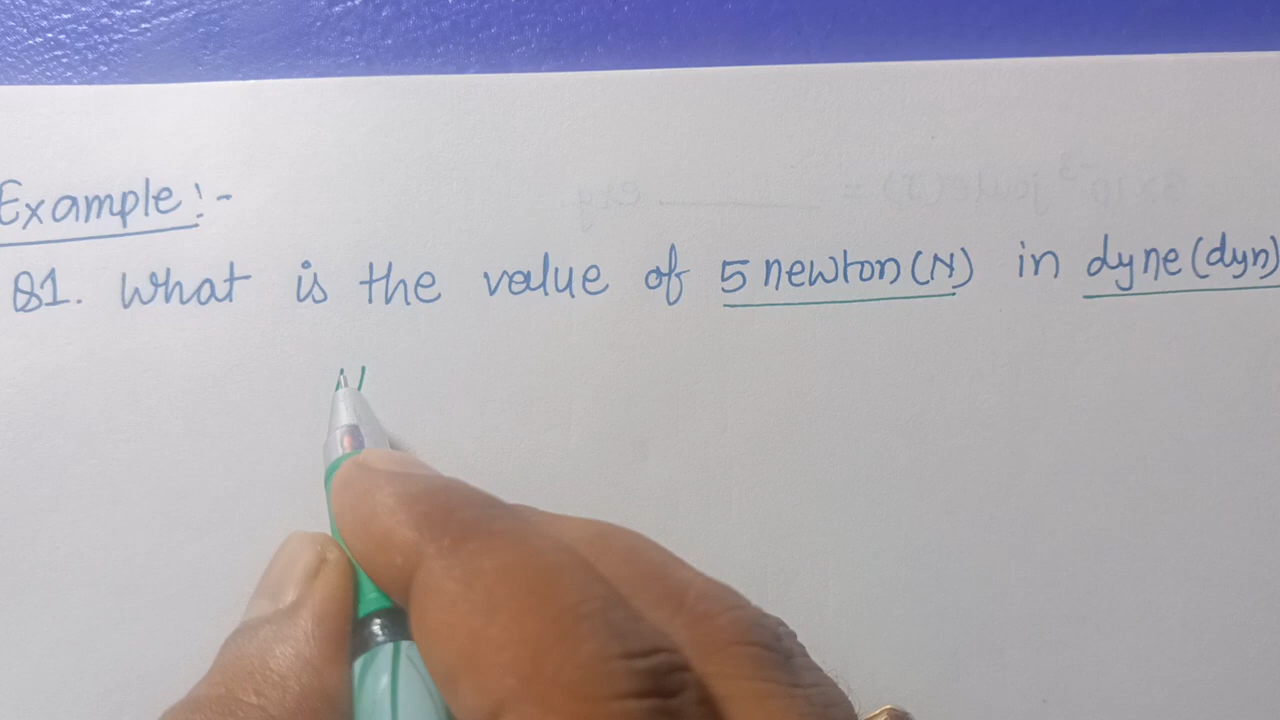 Example:-
Q1. What is the value of 5 newton(N) in dyne(dyn)